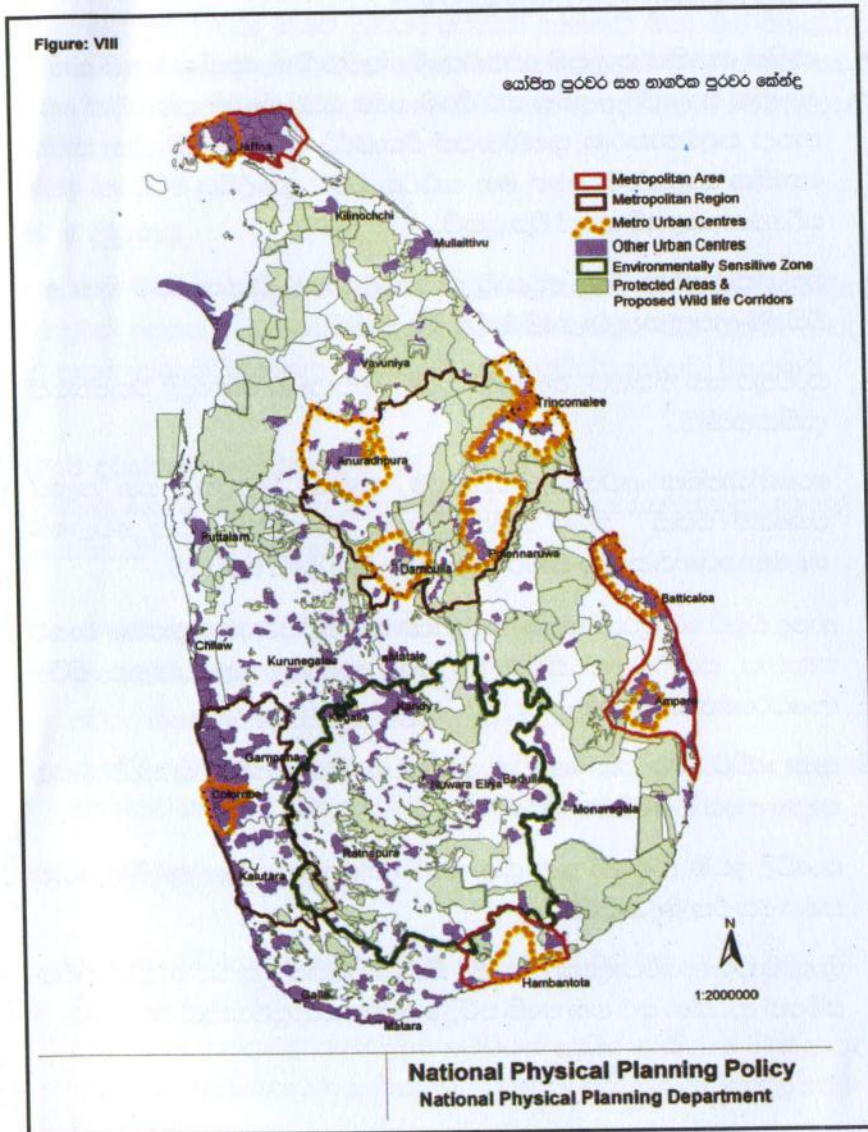 Figure: VIII
යෝජිත පුරවර සහ නාගරික පුරවර කේන්ද්‍ර
Metropolitan Area
Metropolitan Region
Metro Urban Centres
Other Urban Centres
Environmentally Sensitive Zone
Protected Areas &
Proposed Wild life Corridors
Jaffna
Kilinochchi
Mullaittivu
Vavuniya
Trincomalee
Anuradhpura
Puttalam
Dambulla
Polonnaruwa
Batticaloa
Chilaw
Kurunegala
Matale
Ampara
Kegalle
Kandy
Gampaha
Colombo
Nuwara Eliya
Badulla
Monaragala
Ratnapura
Kalutara
Hambantota
Galle
Matara
1:2000000
National Physical Planning Policy
National Physical Planning Department